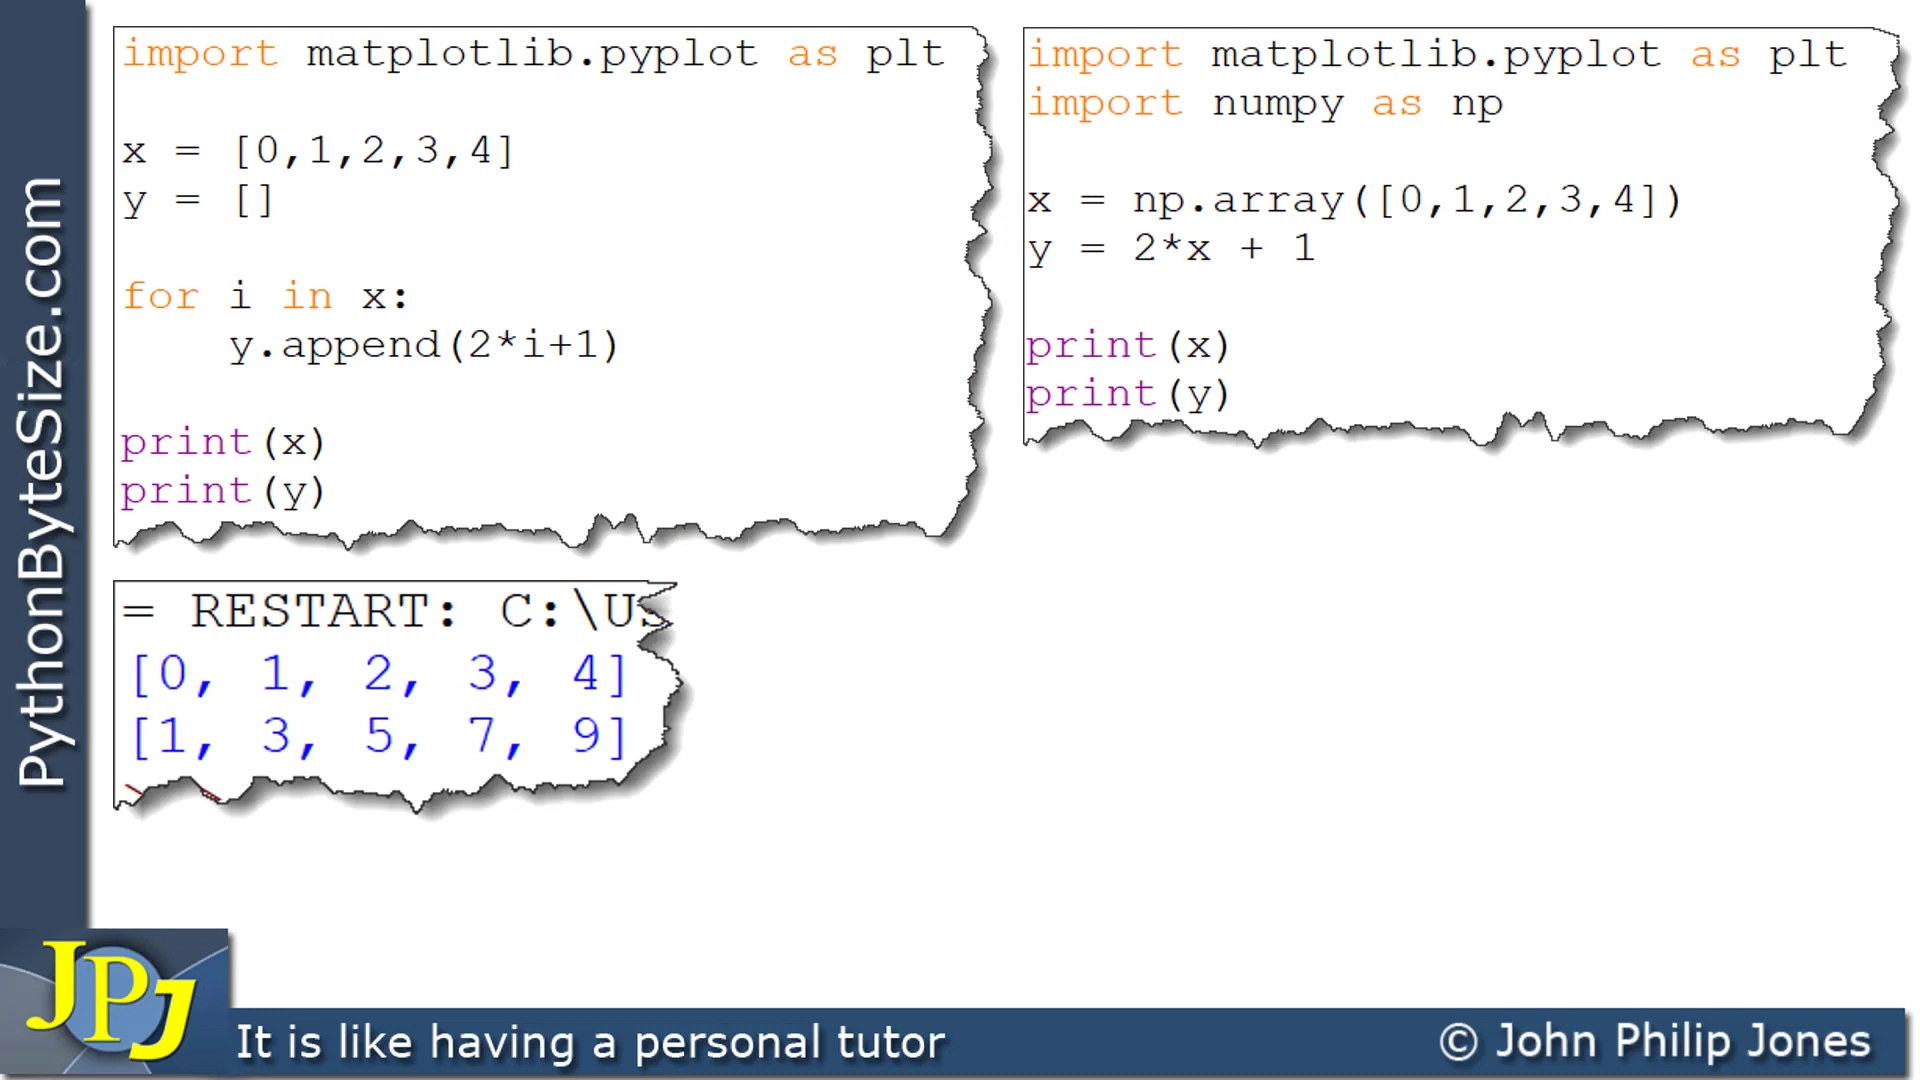 import matplotlib.pyplot as plt
x = [0,1,2,3,4]
y = []
for i in x:
    y.append(2*i+1)
print(x)
print(y)
import matplotlib.pyplot as plt
import numpy as np
x = np.array([0,1,2,3,4])
y = 2*x + 1
print(x)
print(y)
= RESTART: C:\Us
[0, 1, 2, 3, 4]
[1, 3, 5, 7, 9]
PythonByteSize.com
JPJ
It is like having a personal tutor
© John Philip Jones